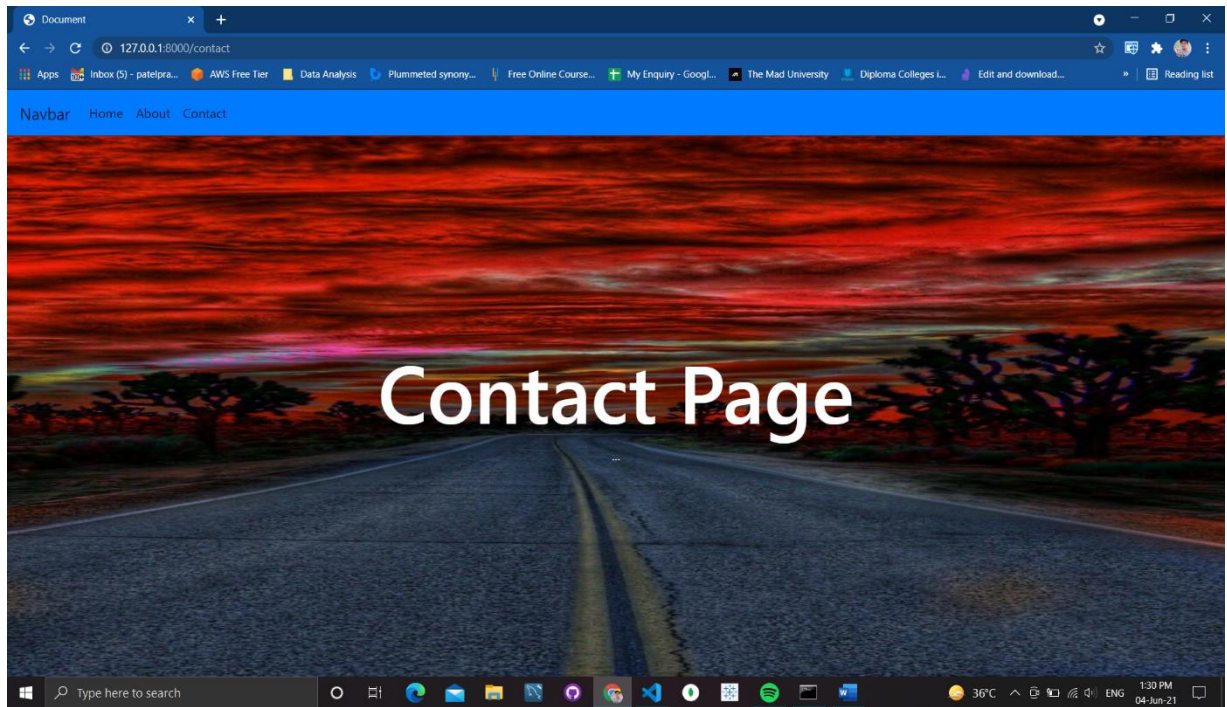 Document
127.0.0.1:8000/contact
Apps Inbox (5) - patelpra... AWS Free Tier Data Analysis Plummeted synony... Free Online Course... My Enquiry - Googl... The Mad University Diploma Colleges i... Edit and download... » Reading list
Navbar Home About Contact
Contact Page
...
Type here to search 36°C ENG 1:30 PM
04-Jun-21